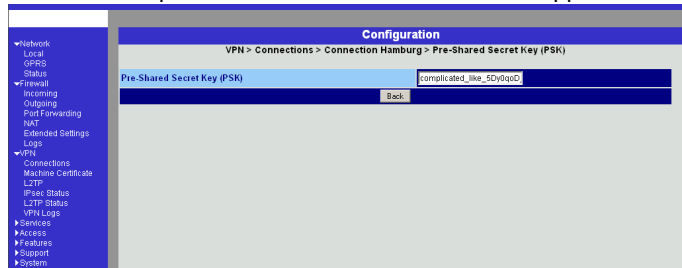 Configuration
VPN > Connections > Connection Hamburg > Pre-Shared Secret Key (PSK)
Network
Local
GPRS
Status
Firewall
Incoming
Outgoing
Port Forwarding
NAT
Extended Settings
Logs
VPN
Connections
Machine Certificate
L2TP
IPsec Status
L2TP Status
VPN Logs
Services
Access
Features
Support
System
Pre-Shared Secret Key (PSK)
complicated_like_5Dy0qoD_
Back